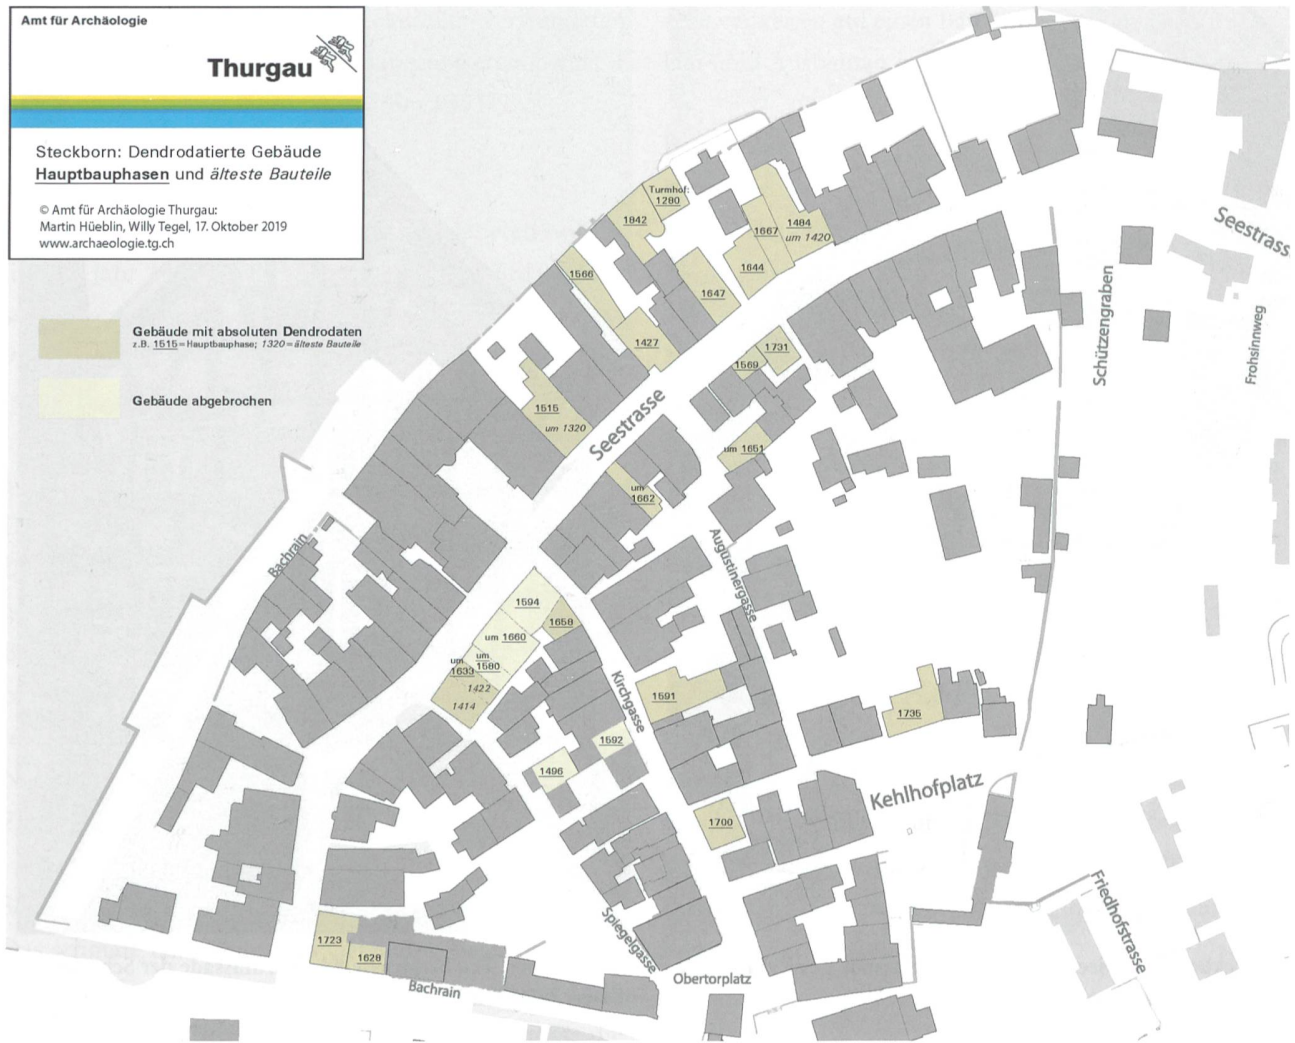 Amt für Archäologie
Thurgau
Steckborn: Dendrodatierte Gebäude
Hauptbauphasen und älteste Bauteile
© Amt für Archäologie Thurgau:
Martin Hüeblin, Willy Tegel, 17. Oktober 2019
www.archaeologie.tg.ch
Gebäude mit absoluten Dendrodaten
z.B. 1515=Hauptbauphase; 1320=älteste Bauteile
Gebäude abgebrochen
Turmhof:
1280
1842
1484
um 1420
1667
1644
1566
1647
1427
1731
1569
1515
um 1320
Seestrasse
um 1651
um
1662
Seestrasse
Schützengraben
Frohsinnweg
Bachrain
Augustinergasse
1594
1658
um 1660
um
1580
um
1633
1422
1414
Kirchgasse
1591
1735
1592
1496
Kehlhofplatz
1700
Friedhofstrasse
Spiegelgasse
1723
1628
Bachrain
Obertorplatz